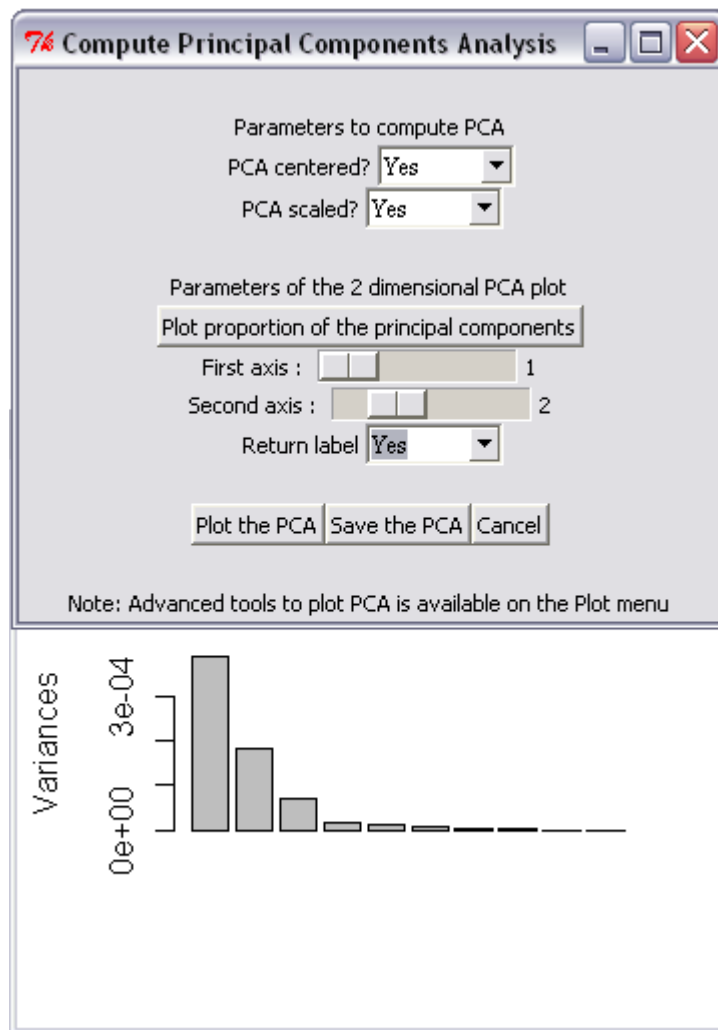 Compute Principal Components Analysis
Parameters to compute PCA
PCA centered? Yes
PCA scaled? Yes
Parameters of the 2 dimensional PCA plot
Plot proportion of the principal components
First axis : 1
Second axis : 2
Return label Yes
Plot the PCA Save the PCA Cancel
Note: Advanced tools to plot PCA is available on the Plot menu
Variances
3e-04
0e+00